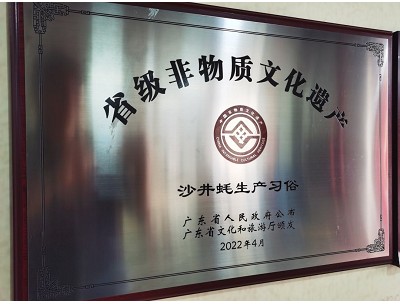 省级非物质文化遗产
沙井蚝生产习俗
广东省人民政府公布
广东省文化和旅游厅颁发
2022年4月